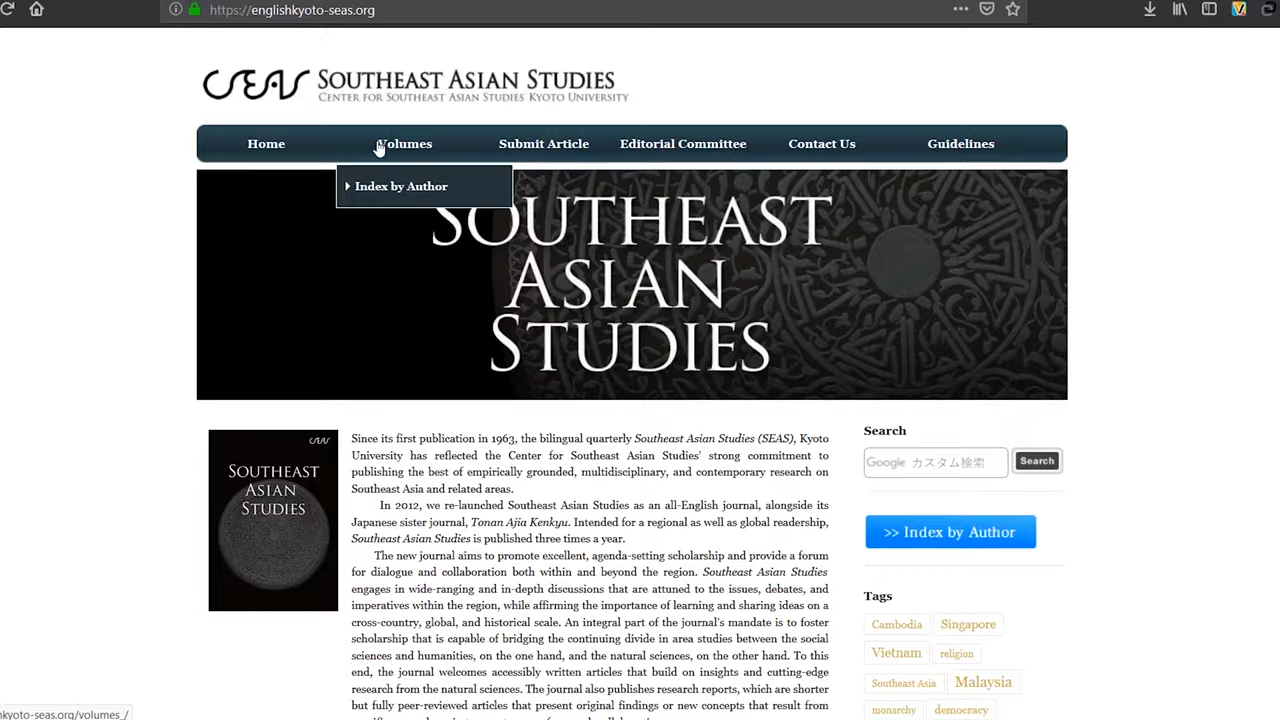 https://englishkyoto-seas.org
SEAS SOUTHEAST ASIAN STUDIES
CENTER FOR SOUTHEAST ASIAN STUDIES KYOTO UNIVERSITY
Home Volumes Submit Article Editorial Committee Contact Us Guidelines
Index by Author
SOUTHEAST
ASIAN
STUDIES
SEAS
SOUTHEAST
ASIAN
STUDIES
Since its first publication in 1963, the bilingual quarterly Southeast Asian Studies (SEAS), Kyoto
University has reflected the Center for Southeast Asian Studies' strong commitment to
publishing the best of empirically grounded, multidisciplinary, and contemporary research on
Southeast Asia and related areas.
In 2012, we re-launched Southeast Asian Studies as an all-English journal, alongside its
Japanese sister journal, Tonan Ajia Kenkyu. Intended for a regional as well as global readership,
Southeast Asian Studies is published three times a year.
The new journal aims to promote excellent, agenda-setting scholarship and provide a forum
for dialogue and collaboration both within and beyond the region. Southeast Asian Studies
engages in wide-ranging and in-depth discussions that are attuned to the issues, debates, and
imperatives within the region, while affirming the importance of learning and sharing ideas on a
cross-country, global, and historical scale. An integral part of the journal's mandate is to foster
scholarship that is capable of bridging the continuing divide in area studies between the social
sciences and humanities, on the one hand, and the natural sciences, on the other hand. To this
end, the journal welcomes accessibly written articles that build on insights and cutting-edge
research from the natural sciences. The journal also publishes research reports, which are shorter
but fully peer-reviewed articles that present original findings or new concepts that result from
Search
Google カスタム検索 Search
>> Index by Author
Tags
Cambodia Singapore
Vietnam religion
Southeast Asia Malaysia
monarchy democracy
hkyoto-seas.org/volumes_/